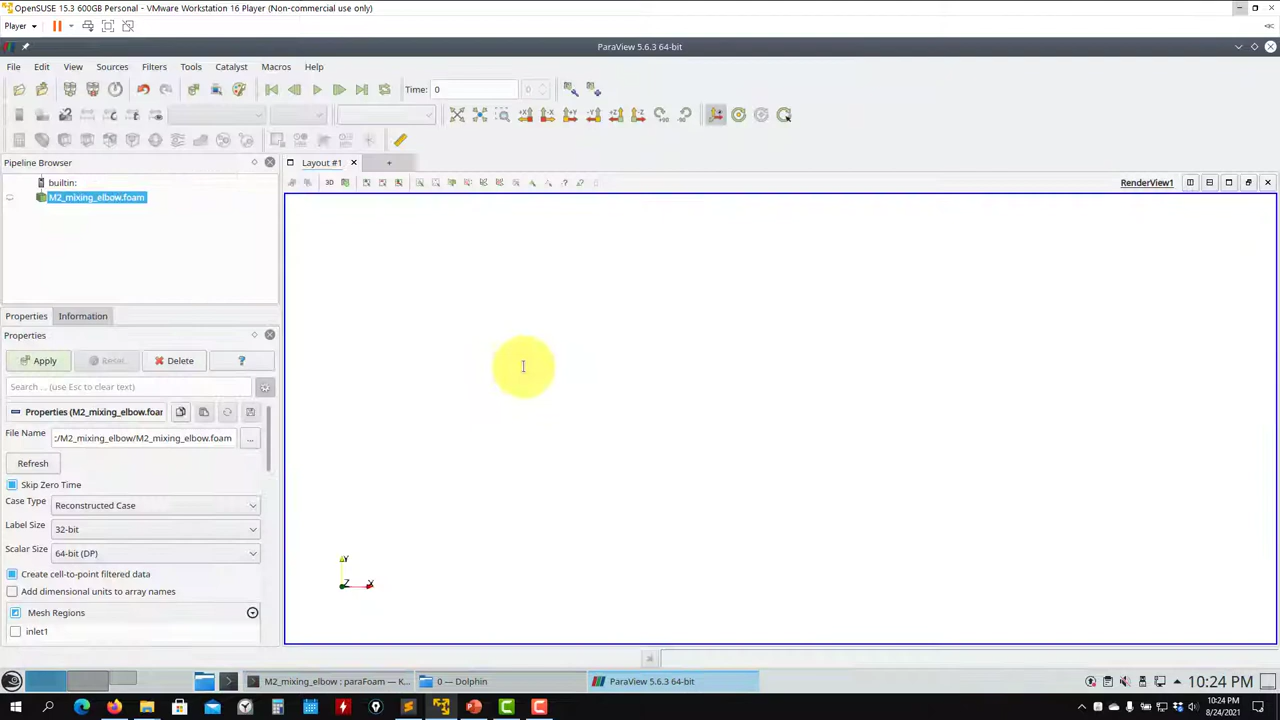 OpenSUSE 15.3 600GB Personal - VMware Workstation 16 Player (Non-commercial use only)
Player
ParaView 5.6.3 64-bit
File Edit View Sources Filters Tools Catalyst Macros Help
Time: 0 0
Pipeline Browser
Layout #1
builtin:
3D
RenderView1
M2_mixing_elbow.foam
Properties Information
Properties
Apply Reset Delete ?
Search ... (use Esc to clear text)
Properties (M2_mixing_elbow.foar
File Name :/M2_mixing_elbow/M2_mixing_elbow.foam ...
Refresh
Skip Zero Time
Case Type Reconstructed Case
Label Size 32-bit
Scalar Size 64-bit (DP)
Create cell-to-point filtered data
Add dimensional units to array names
Mesh Regions
inlet1
Y
Z X
M2_mixing_elbow : paraFoam — K... 0 — Dolphin ParaView 5.6.3 64-bit 10:24 PM
10:24 PM
8/24/2021